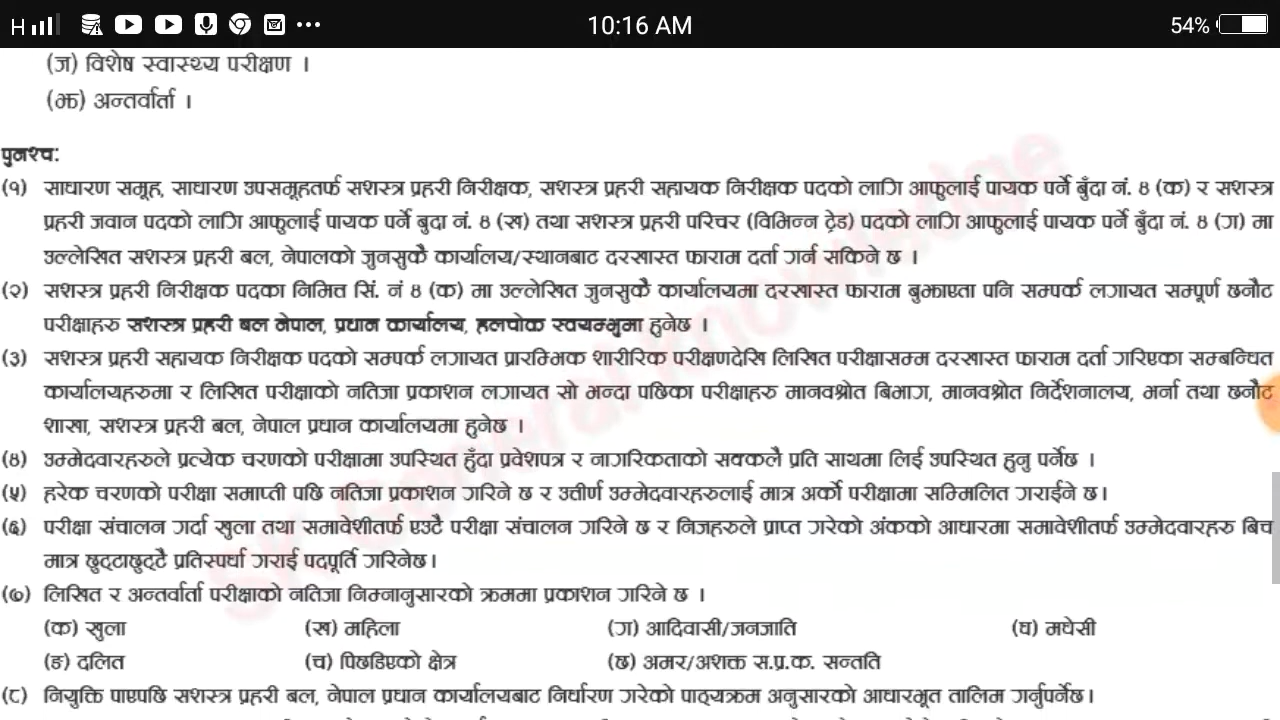 H 10:16 AM 54%
(ज) विशेष स्वास्थ्य परीक्षण ।
(झ) अन्तर्वार्ता ।
पुनश्च:
(१) साधारण समूह, साधारण उपसमूहतर्फ सशस्त्र प्रहरी निरीक्षक, सशस्त्र प्रहरी सहायक निरीक्षक पदको लागि आफुलाई पायक पर्ने बुँदा नं. ४ (क) र सशस्त्र
प्रहरी जवान पदको लागि आफुलाई पायक पर्ने बुदा नं. ४ (ख) तथा सशस्त्र प्रहरी परिचर (विभिन्न ट्रेड) पदको लागि आफुलाई पायक पर्ने बुँदा नं. ४ (ग) मा
उल्लेखित सशस्त्र प्रहरी बल, नेपालको जुनसुकै कार्यालय/स्थानबाट दरखास्त फाराम दर्ता गर्न सकिने छ ।
(२) सशस्त्र प्रहरी निरीक्षक पदका निमित्त सिं. नं ४ (क) मा उल्लेखित जुनसुकै कार्यालयमा दरखास्त फाराम बुझाएता पनि सम्पर्क लगायत सम्पूर्ण छनौट
परीक्षाहरु सशस्त्र प्रहरी बल नेपाल, प्रधान कार्यालय, हलचोक स्वयम्भुमा हुनेछ ।
(३) सशस्त्र प्रहरी सहायक निरीक्षक पदको सम्पर्क लगायत प्रारम्भिक शारीरिक परीक्षणदेखि लिखित परीक्षासम्म दरखास्त फाराम दर्ता गरिएका सम्बन्धित
कार्यालयहरुमा र लिखित परीक्षाको नतिजा प्रकाशन लगायत सो भन्दा पछिका परीक्षाहरु मानवश्रोत बिभाग, मानवश्रोत निर्देशनालय, भर्ना तथा छनौट
शाखा, सशस्त्र प्रहरी बल, नेपाल प्रधान कार्यालयमा हुनेछ ।
(४) उम्मेदवारहरुले प्रत्येक चरणको परीक्षामा उपस्थित हुँदा प्रवेशपत्र र नागरिकताको सक्कलै प्रति साथमा लिई उपस्थित हुनु पर्नेछ ।
(५) हरेक चरणको परीक्षा समाप्ती पछि नतिजा प्रकाशन गरिने छ र उत्तीर्ण उम्मेदवारहरुलाई मात्र अर्को परीक्षामा सम्मिलित गराईने छ।
(६) परीक्षा संचालन गर्दा खुला तथा समावेशीतर्फ एउटै परीक्षा संचालन गरिने छ र निजहरुले प्राप्त गरेको अंकको आधारमा समावेशीतर्फ उम्मेदवारहरु बिच
मात्र छुट्टाछुट्टै प्रतिस्पर्धा गराई पदपूर्ति गरिनेछ।
(७) लिखित र अन्तर्वार्ता परीक्षाको नतिजा निम्नानुसारको क्रममा प्रकाशन गरिने छ ।
(क) खुला (ख) महिला (ग) आदिवासी/जनजाति (घ) मधेसी
(ङ) दलित (च) पिछडिएको क्षेत्र (छ) अमर/अशक्त स.प्र.क. सन्तति
(८) नियुक्ति पाएपछि सशस्त्र प्रहरी बल, नेपाल प्रधान कार्यालयबाट निर्धारण गरेको पाठ्यक्रम अनुसारको आधारभूत तालिम गर्नुपर्नेछ।
SK General Knowledge